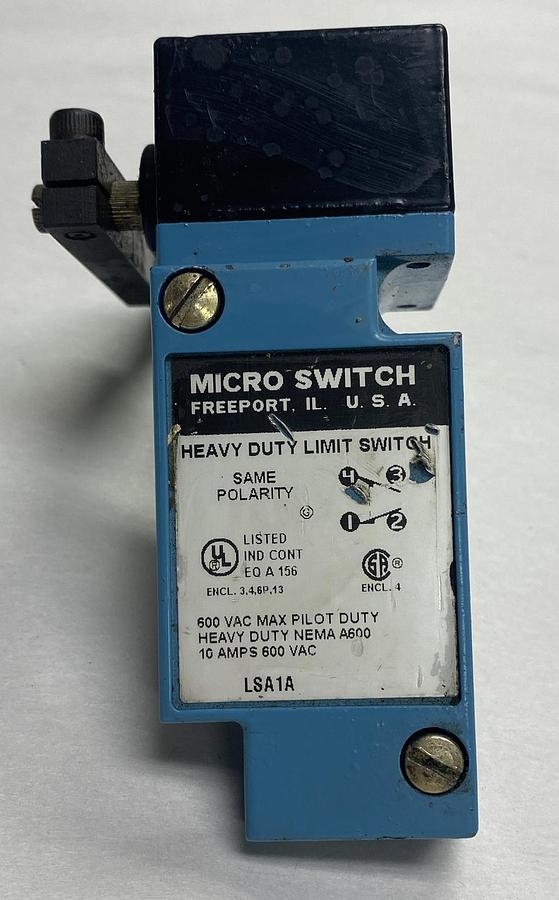 MICRO SWITCH
FREEPORT, IL. U. S. A.
HEAVY DUTY LIMIT SWITCH
SAME
POLARITY
4 3
1 2
G
UL
R
LISTED
IND CONT
EQ A 156
SA ®
ENCL. 3,4,6P,13
ENCL. 4
600 VAC MAX PILOT DUTY
HEAVY DUTY NEMA A600
10 AMPS 600 VAC
LSA1A